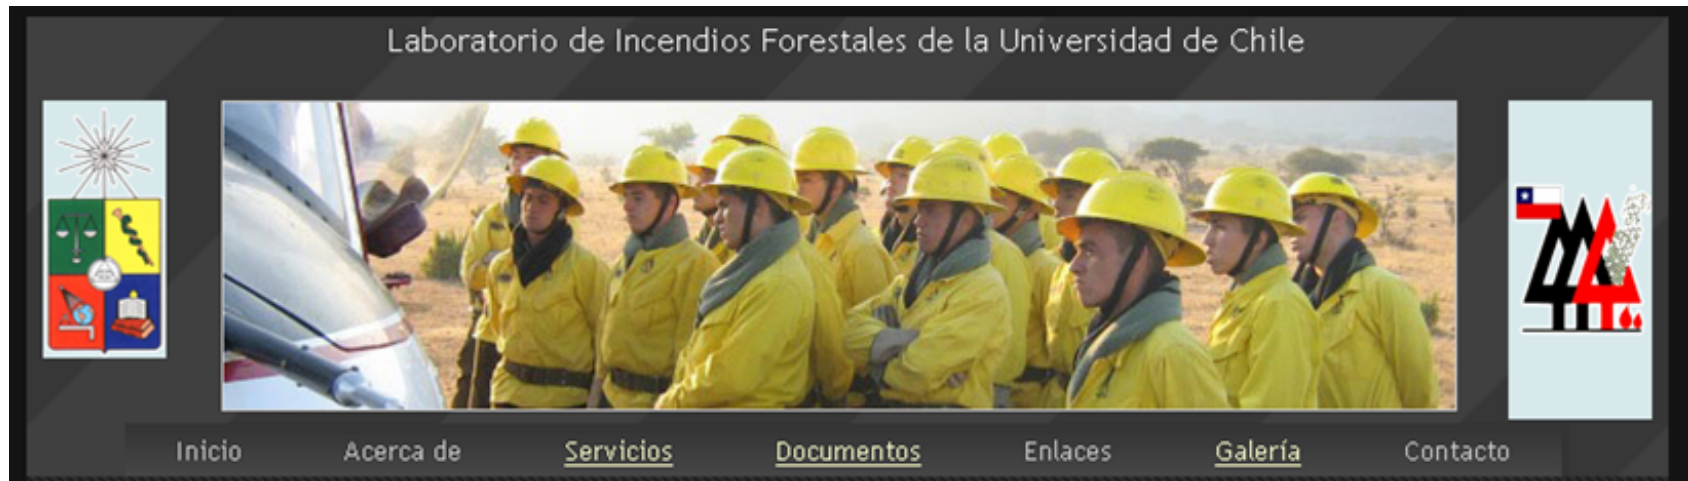 Laboratorio de Incendios Forestales de la Universidad de Chile
Inicio Acerca de Servicios Documentos Enlaces Galería Contacto